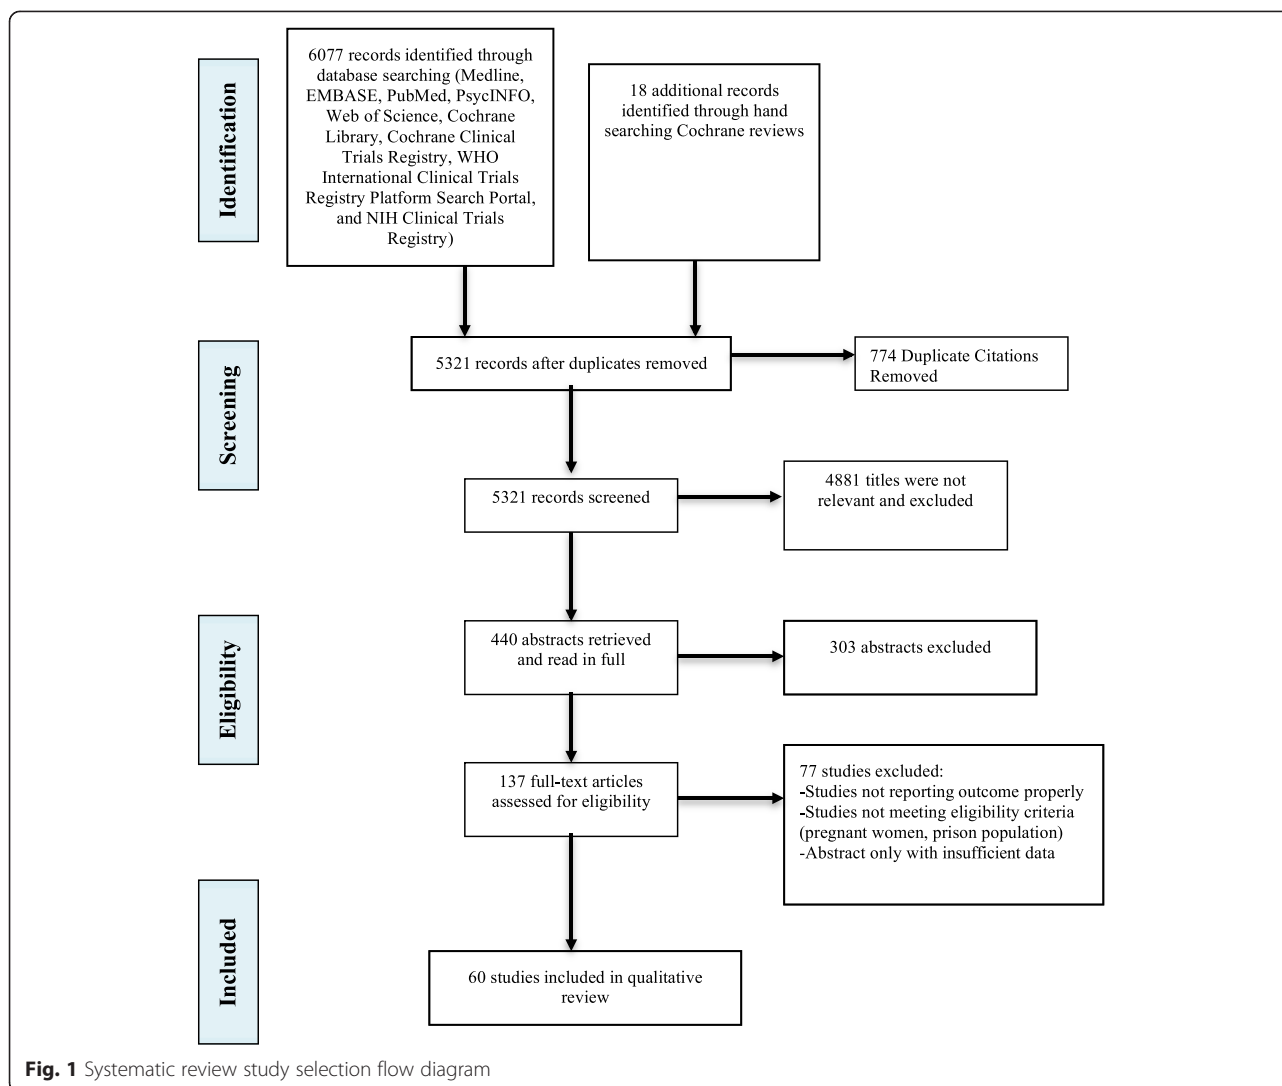 Identification
6077 records identified through
database searching (Medline,
EMBASE, PubMed, PsycINFO,
Web of Science, Cochrane
Library, Cochrane Clinical
Trials Registry, WHO
International Clinical Trials
Registry Platform Search Portal,
and NIH Clinical Trials
Registry)
18 additional records
identified through hand
searching Cochrane reviews
Screening
5321 records after duplicates removed
774 Duplicate Citations
Removed
5321 records screened
4881 titles were not
relevant and excluded
Eligibility
440 abstracts retrieved
and read in full
303 abstracts excluded
137 full-text articles
assessed for eligibility
77 studies excluded:
-Studies not reporting outcome properly
-Studies not meeting eligibility criteria
(pregnant women, prison population)
-Abstract only with insufficient data
Included
60 studies included in qualitative
review
Fig. 1 Systematic review study selection flow diagram